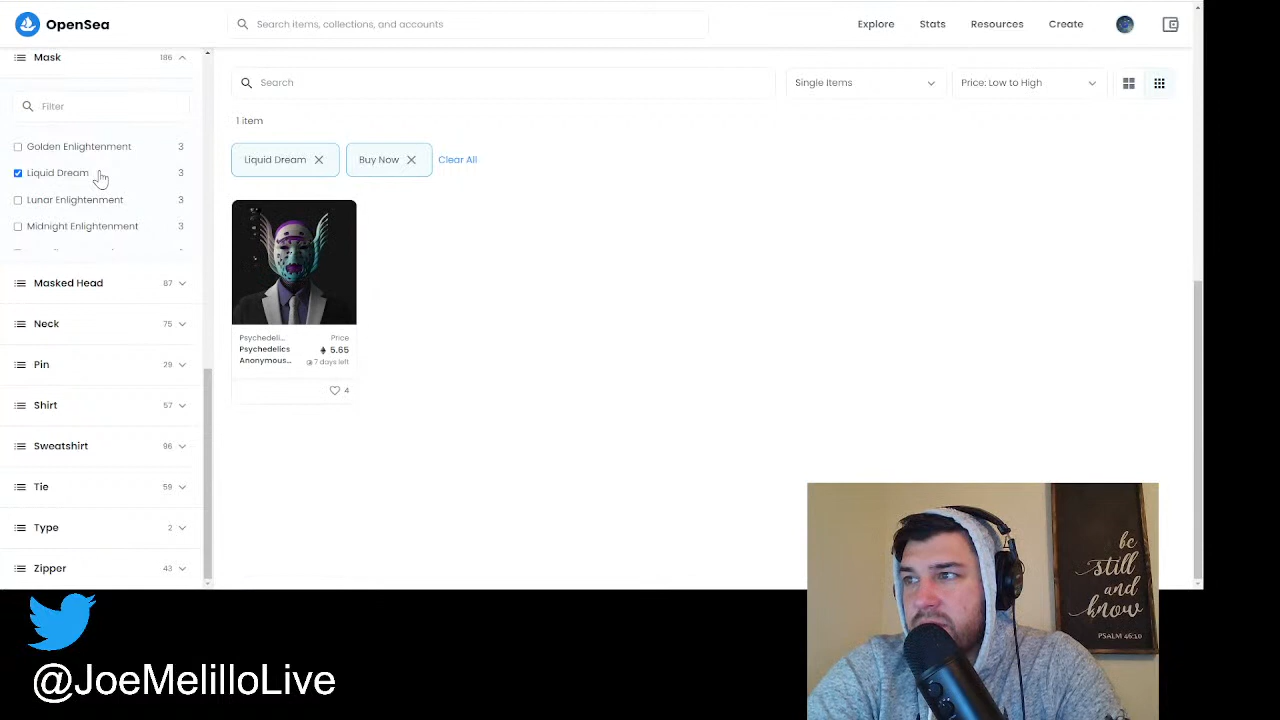 OpenSea
Search items, collections, and accounts
Explore
Stats
Resources
Create
Mask
186
Filter
Golden Enlightenment
3
Liquid Dream
3
Lunar Enlightenment
3
Midnight Enlightenment
3
Masked Head
87
Neck
75
Pin
29
Shirt
57
Sweatshirt
96
Tie
59
Type
2
Zipper
43
Search
Single Items
Price: Low to High
1 item
Liquid Dream
Buy Now
Clear All
Psychedeli...
Price
Psychedelics
5.65
Anonymous...
7 days left
4
be
still
and
know
PSALM 46:10
@JoeMelilloLive